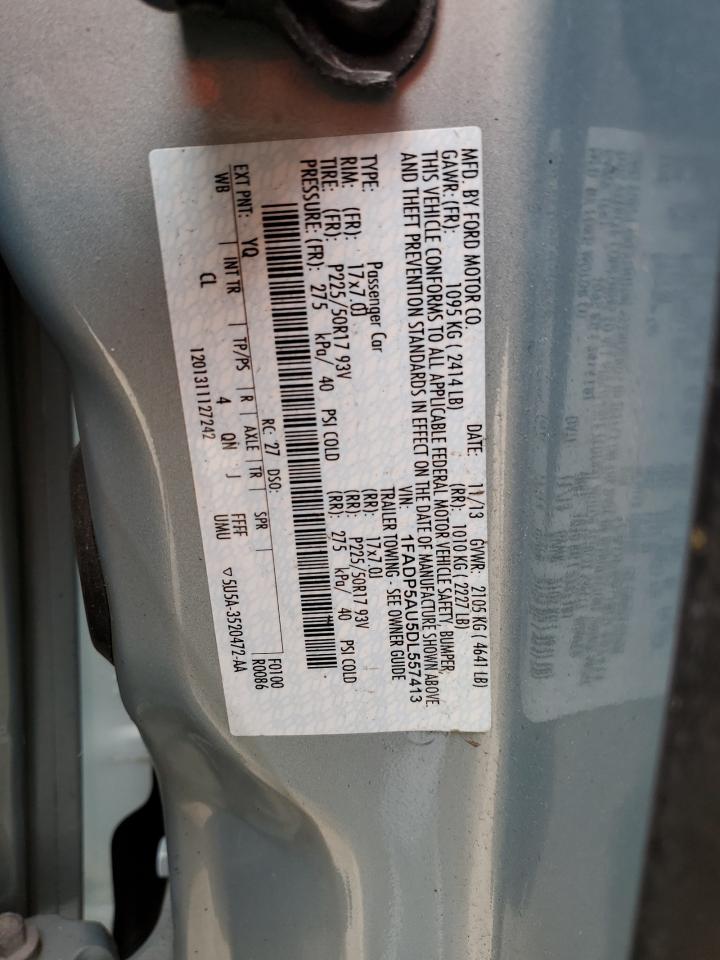 MFD. BY FORD MOTOR CO. DATE: 11/13 GVWR: 2105 KG ( 4641 LB)
GAWR: (FR): 1095 KG ( 2414 LB) (RR): 1010 KG ( 2227 LB)
THIS VEHICLE CONFORMS TO ALL APPLICABLE FEDERAL MOTOR VEHICLE SAFETY, BUMPER,
AND THEFT PREVENTION STANDARDS IN EFFECT ON THE DATE OF MANUFACTURE SHOWN ABOVE.
VIN: 1FADP5AU5DL557413
TYPE: Passenger Car TRAILER TOWING - SEE OWNER GUIDE
RIM: (FR): 17x7.0J (RR): 17x7.0J
TIRE: (FR): P225/50R17 93V (RR): P225/50R17 93V
PRESSURE: (FR): 275 kPa/ 40 PSI COLD (RR): 275 kPa/ 40 PSI COLD
RC: 27 DSO: F0100
EXT PNT: YQ R0086
WB INT TR TP/PS R AXLE TR SPR
CL 4 QN J FFFF
1201311127242 UMU ▽5U5A-3520472-AA